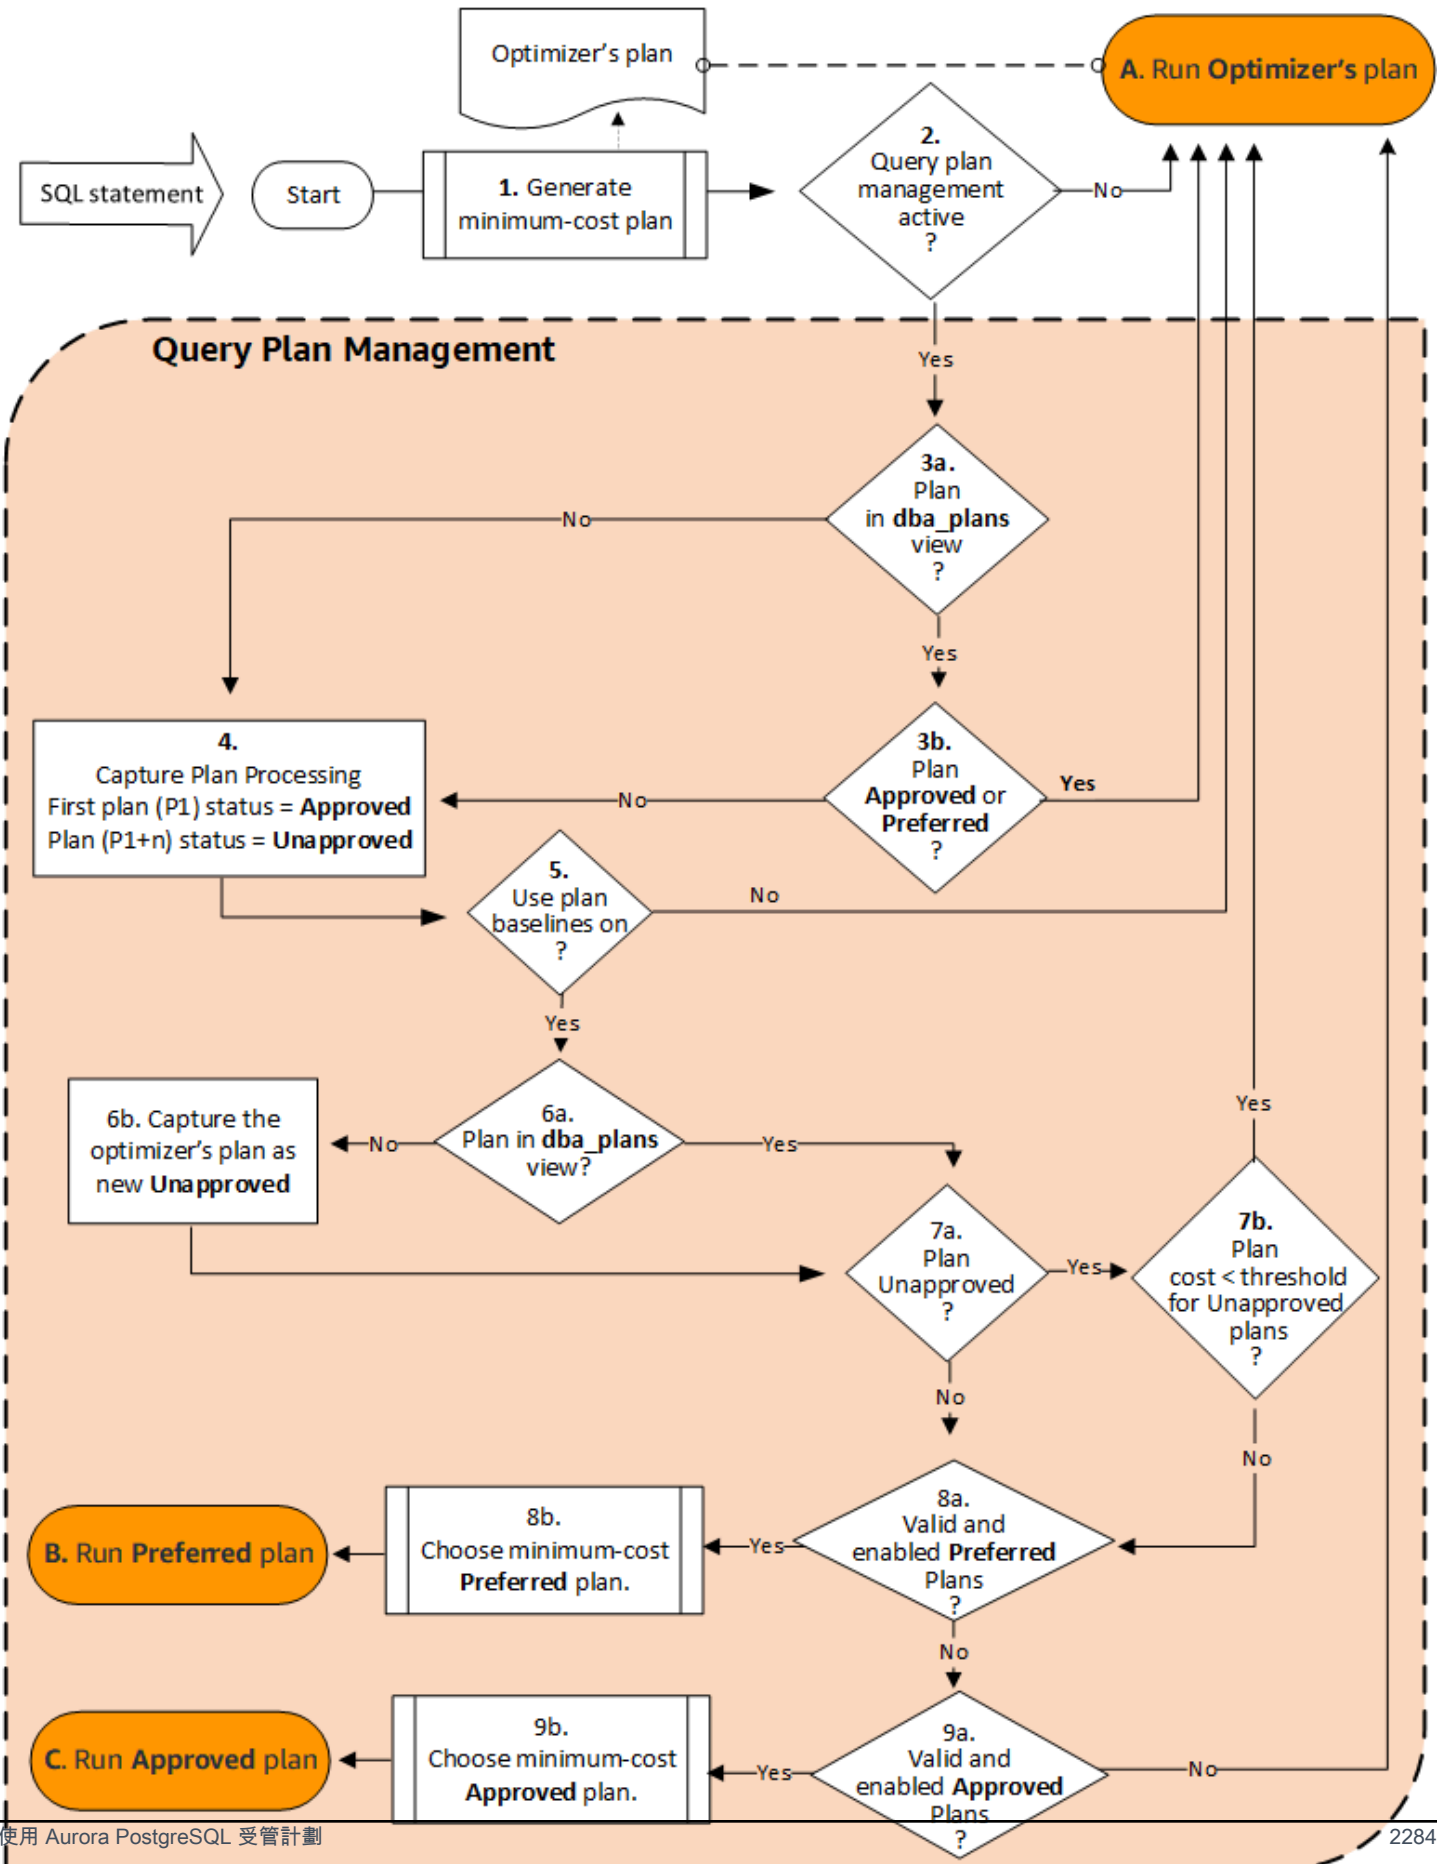 Optimizer's plan
A. Run Optimizer's plan
SQL statement
Start
1. Generate
minimum-cost plan
2.
Query plan
management
active
?
No
Query Plan Management
Yes
3a.
Plan
in dba_plans
view
?
No
Yes
3b.
Plan
Approved or
Preferred
?
Yes
No
4.
Capture Plan Processing
First plan (P1) status = Approved
Plan (P1+n) status = Unapproved
5.
Use plan
baselines on
?
No
Yes
6a.
Plan in dba_plans
view?
No
Yes
6b. Capture the
optimizer's plan as
new Unapproved
7a.
Plan
Unapproved
?
Yes
No
7b.
Plan
cost < threshold
for Unapproved
plans
?
Yes
No
8a.
Valid and
enabled Preferred
Plans
?
Yes
No
8b.
Choose minimum-cost
Preferred plan.
B. Run Preferred plan
9a.
Valid and
enabled Approved
Plans
?
Yes
No
9b.
Choose minimum-cost
Approved plan.
C. Run Approved plan
使用 Aurora PostgreSQL 受管計劃
2284